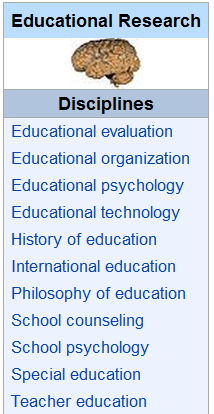 Educational Research
Disciplines
Educational evaluation
Educational organization
Educational psychology
Educational technology
History of education
International education
Philosophy of education
School counseling
School psychology
Special education
Teacher education